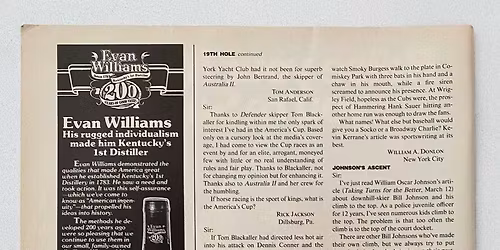 Evan
Williams
200
Evan Williams
His rugged individualism
made him Kentucky's
1st Distiller
Evan Williams demonstrated the
qualities that made America great
when he established Kentucky's 1st
Distillery in 1783. He saw a need and
took action. It was this self-assurance
—which we've come to
know as "American ingen-
uity"—that propelled his
ideas into history.
The methods he de-
veloped 200 years ago
were so pleasing that we
continue to use them in
our small, family-owned
19TH HOLE continued
York Yacht Club had it not been for superb
steering by John Bertrand, the skipper of
Australia II.
TOM ANDERSON
San Rafael, Calif.
Sir:
Thanks to Defender skipper Tom Black-
aller for kindling within me the only spark of
interest I've had in the America's Cup. Based
only on a cursory look at the media's cover-
age, I had come to view the Cup races as an
event by and for an elite, arrogant, moneyed
few with little or no real understanding of
rules and fair play. Thanks to Blackaller, not
for changing my opinion but for enhancing it.
Thanks also to Australia II and her crew for
the humbling.
If horse racing is the sport of kings, what is
the America's Cup?
RICK JACKSON
Dillsburg, Pa.
Sir:
If Tom Blackaller had directed less hot air
into his attack on Dennis Conner and the
watch Smoky Burgess walk to the plate in Co-
miskey Park with three bats in his hand and a
chaw in his mouth, while a fire siren
screamed to announce his presence. At Wrig-
ley Field, hopeless as the Cubs were, the pros-
pect of Hammering Hank Sauer hitting an-
other home run was enough to draw the fans.
What names! What else but baseball would
give you a Socko or a Broadway Charlie? Ke-
vin Kerrane's article was sportswriting at its
best.
WILLIAM A. DONLON
New York City
JOHNSON'S ASCENT
Sir:
I've just read William Oscar Johnson's arti-
cle (Taking Turns for the Better, March 12)
about downhill-skier Bill Johnson and his
climb to the top. As a police juvenile officer
for 12 years, I've seen numerous kids climb to
the top. The problem is that too often the
climb is to the top of the court docket.
There are other Bill Johnsons who've made
their own climb, but we always try to put